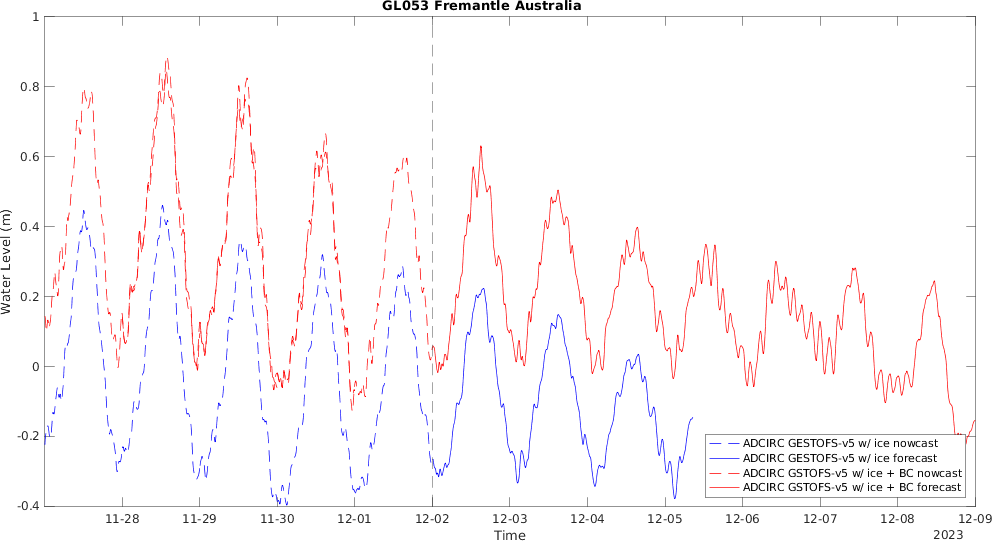 GL053 Fremantle Australia
1
0.8
0.6
0.4
0.2
0
-0.2
-0.4
Water Level (m)
11-28 11-29 11-30 12-01 12-02 12-03 12-04 12-05 12-06 12-07 12-08 12-09
Time
2023
ADCIRC GESTOFS-v5 w/ ice nowcast
ADCIRC GESTOFS-v5 w/ ice forecast
ADCIRC GSTOFS-v5 w/ ice + BC nowcast
ADCIRC GSTOFS-v5 w/ ice + BC forecast